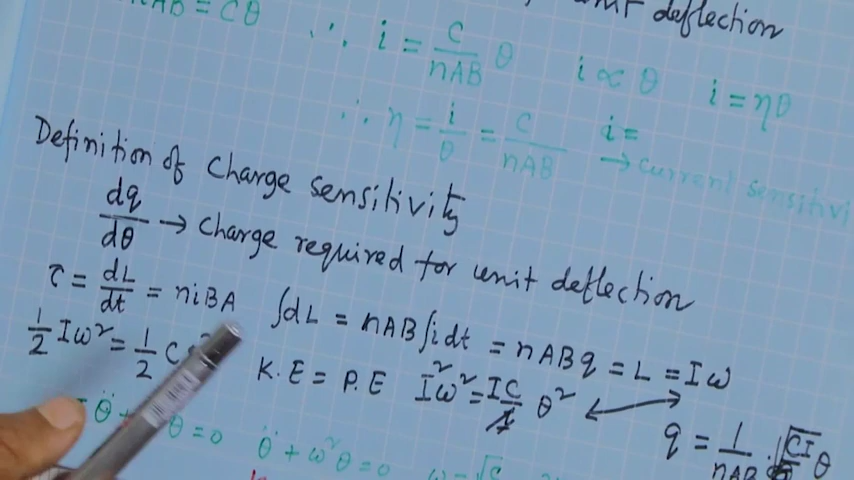 nAB = Cθ
unit deflection
∴ i = C/nAB θ i ∝ θ i = ηθ
∴ η = i/θ = C/nAB i =
→ Current sensitivi
Definition of Charge Sensitivity
dq/dθ → Charge required for unit deflection
τ = dL/dt = niBA ∫dL = nAB∫idt = nABq = L = Iω
½ Iω² = ½ C K.E = P.E I²ω² = IC θ²
θ = 0 θ̈ + ω²θ = 0
q = 1/nAB √CI θ